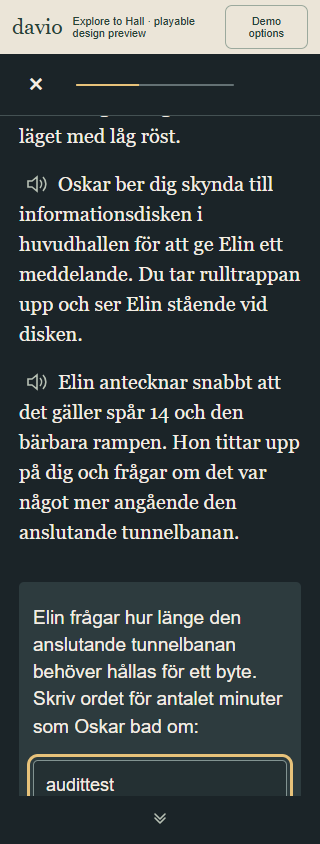 davio
Explore to Hall · playable
design preview
Demo
options
läget med låg röst.
Oskar ber dig skynda till
informationsdisken i
huvudhallen för att ge Elin ett
meddelande. Du tar rulltrappan
upp och ser Elin stående vid
disken.
Elin antecknar snabbt att
det gäller spår 14 och den
bärbara rampen. Hon tittar upp
på dig och frågar om det var
något mer angående den
anslutande tunnelbanan.
Elin frågar hur länge den
anslutande tunnelbanan
behöver hållas för ett byte.
Skriv ordet för antalet minuter
som Oskar bad om:
audittest